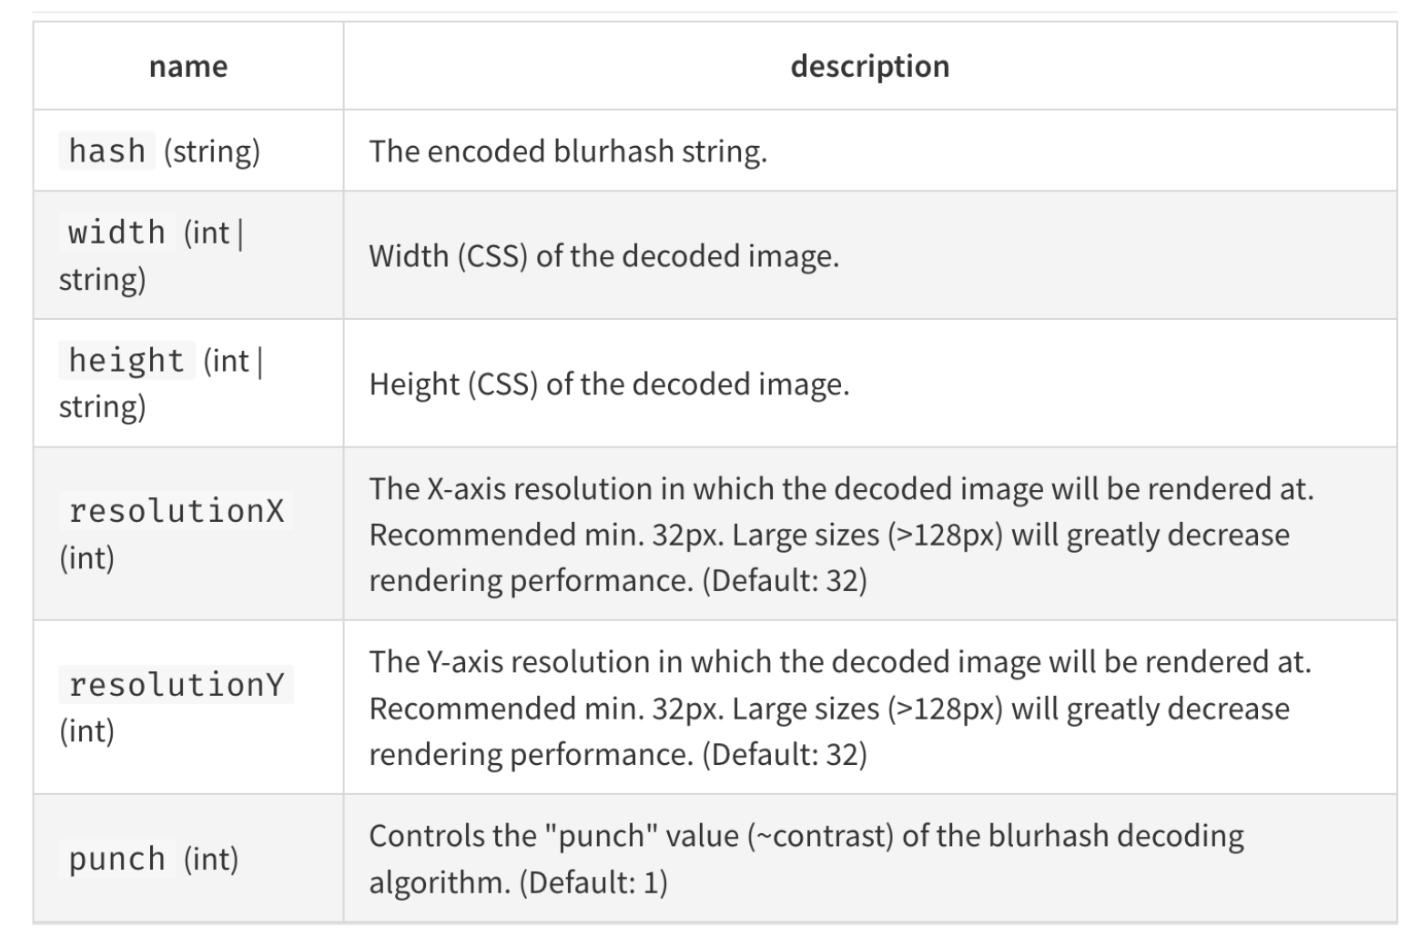 name description
hash (string) The encoded blurhash string.
width (int |
string)
Width (CSS) of the decoded image.
height (int |
string)
Height (CSS) of the decoded image.
resolutionX
(int)
The X-axis resolution in which the decoded image will be rendered at.
Recommended min. 32px. Large sizes (>128px) will greatly decrease
rendering performance. (Default: 32)
resolutionY
(int)
The Y-axis resolution in which the decoded image will be rendered at.
Recommended min. 32px. Large sizes (>128px) will greatly decrease
rendering performance. (Default: 32)
punch (int)
Controls the "punch" value (~contrast) of the blurhash decoding
algorithm. (Default: 1)